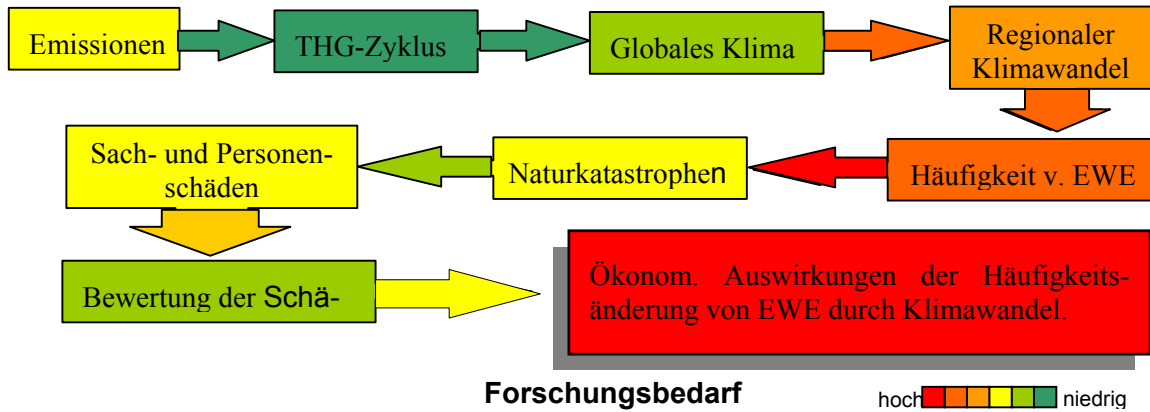 Emissionen
THG-Zyklus
Globales Klima
Regionaler
Klimawandel
Häufigkeit v. EWE
Naturkatastrophen
Sach- und Personen-
schäden
Bewertung der Schä-
Ökonom. Auswirkungen der Häufigkeits-
änderung von EWE durch Klimawandel.
Forschungsbedarf
hoch niedrig